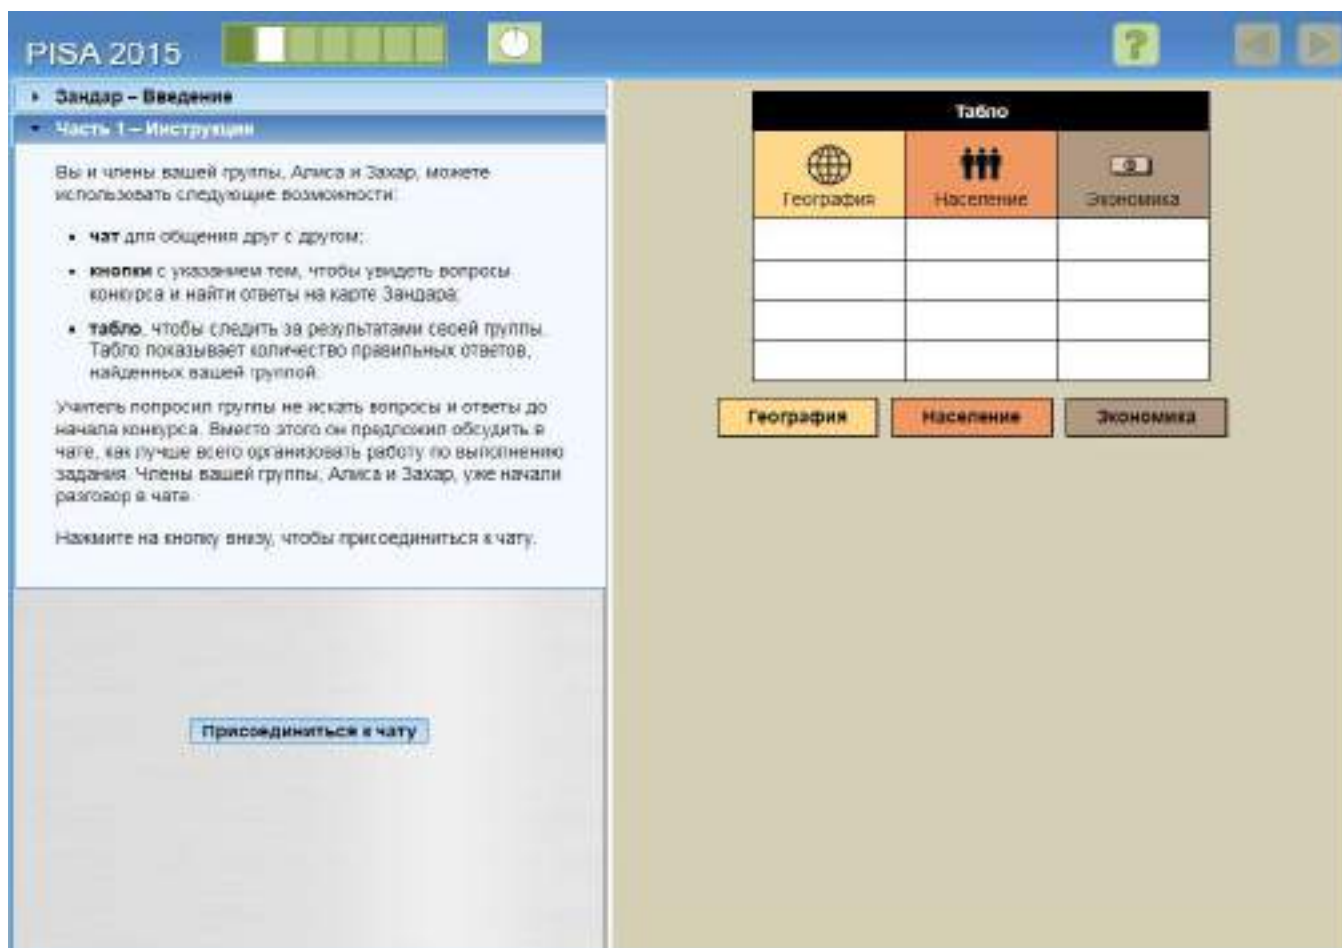 PISA 2015
?
Зандар – Введение
Часть 1 – Инструкции
Вы и члены вашей группы, Алиса и Захар, можете
использовать следующие возможности:
• чат для общения друг с другом;
• кнопки с указанием тем, чтобы увидеть вопросы
конкурса и найти ответы на карте Зандара;
• табло, чтобы следить за результатами своей группы.
Табло показывает количество правильных ответов,
найденных вашей группой.
Учитель попросил группы не искать вопросы и ответы до
начала конкурса. Вместо этого он предложил обсудить в
чате, как лучше всего организовать работу по выполнению
задания. Члены вашей группы, Алиса и Захар, уже начали
разговор в чате.
Нажмите на кнопку внизу, чтобы присоединиться к чату.
Присоединиться к чату
Табло
География Население Экономика
География Население Экономика